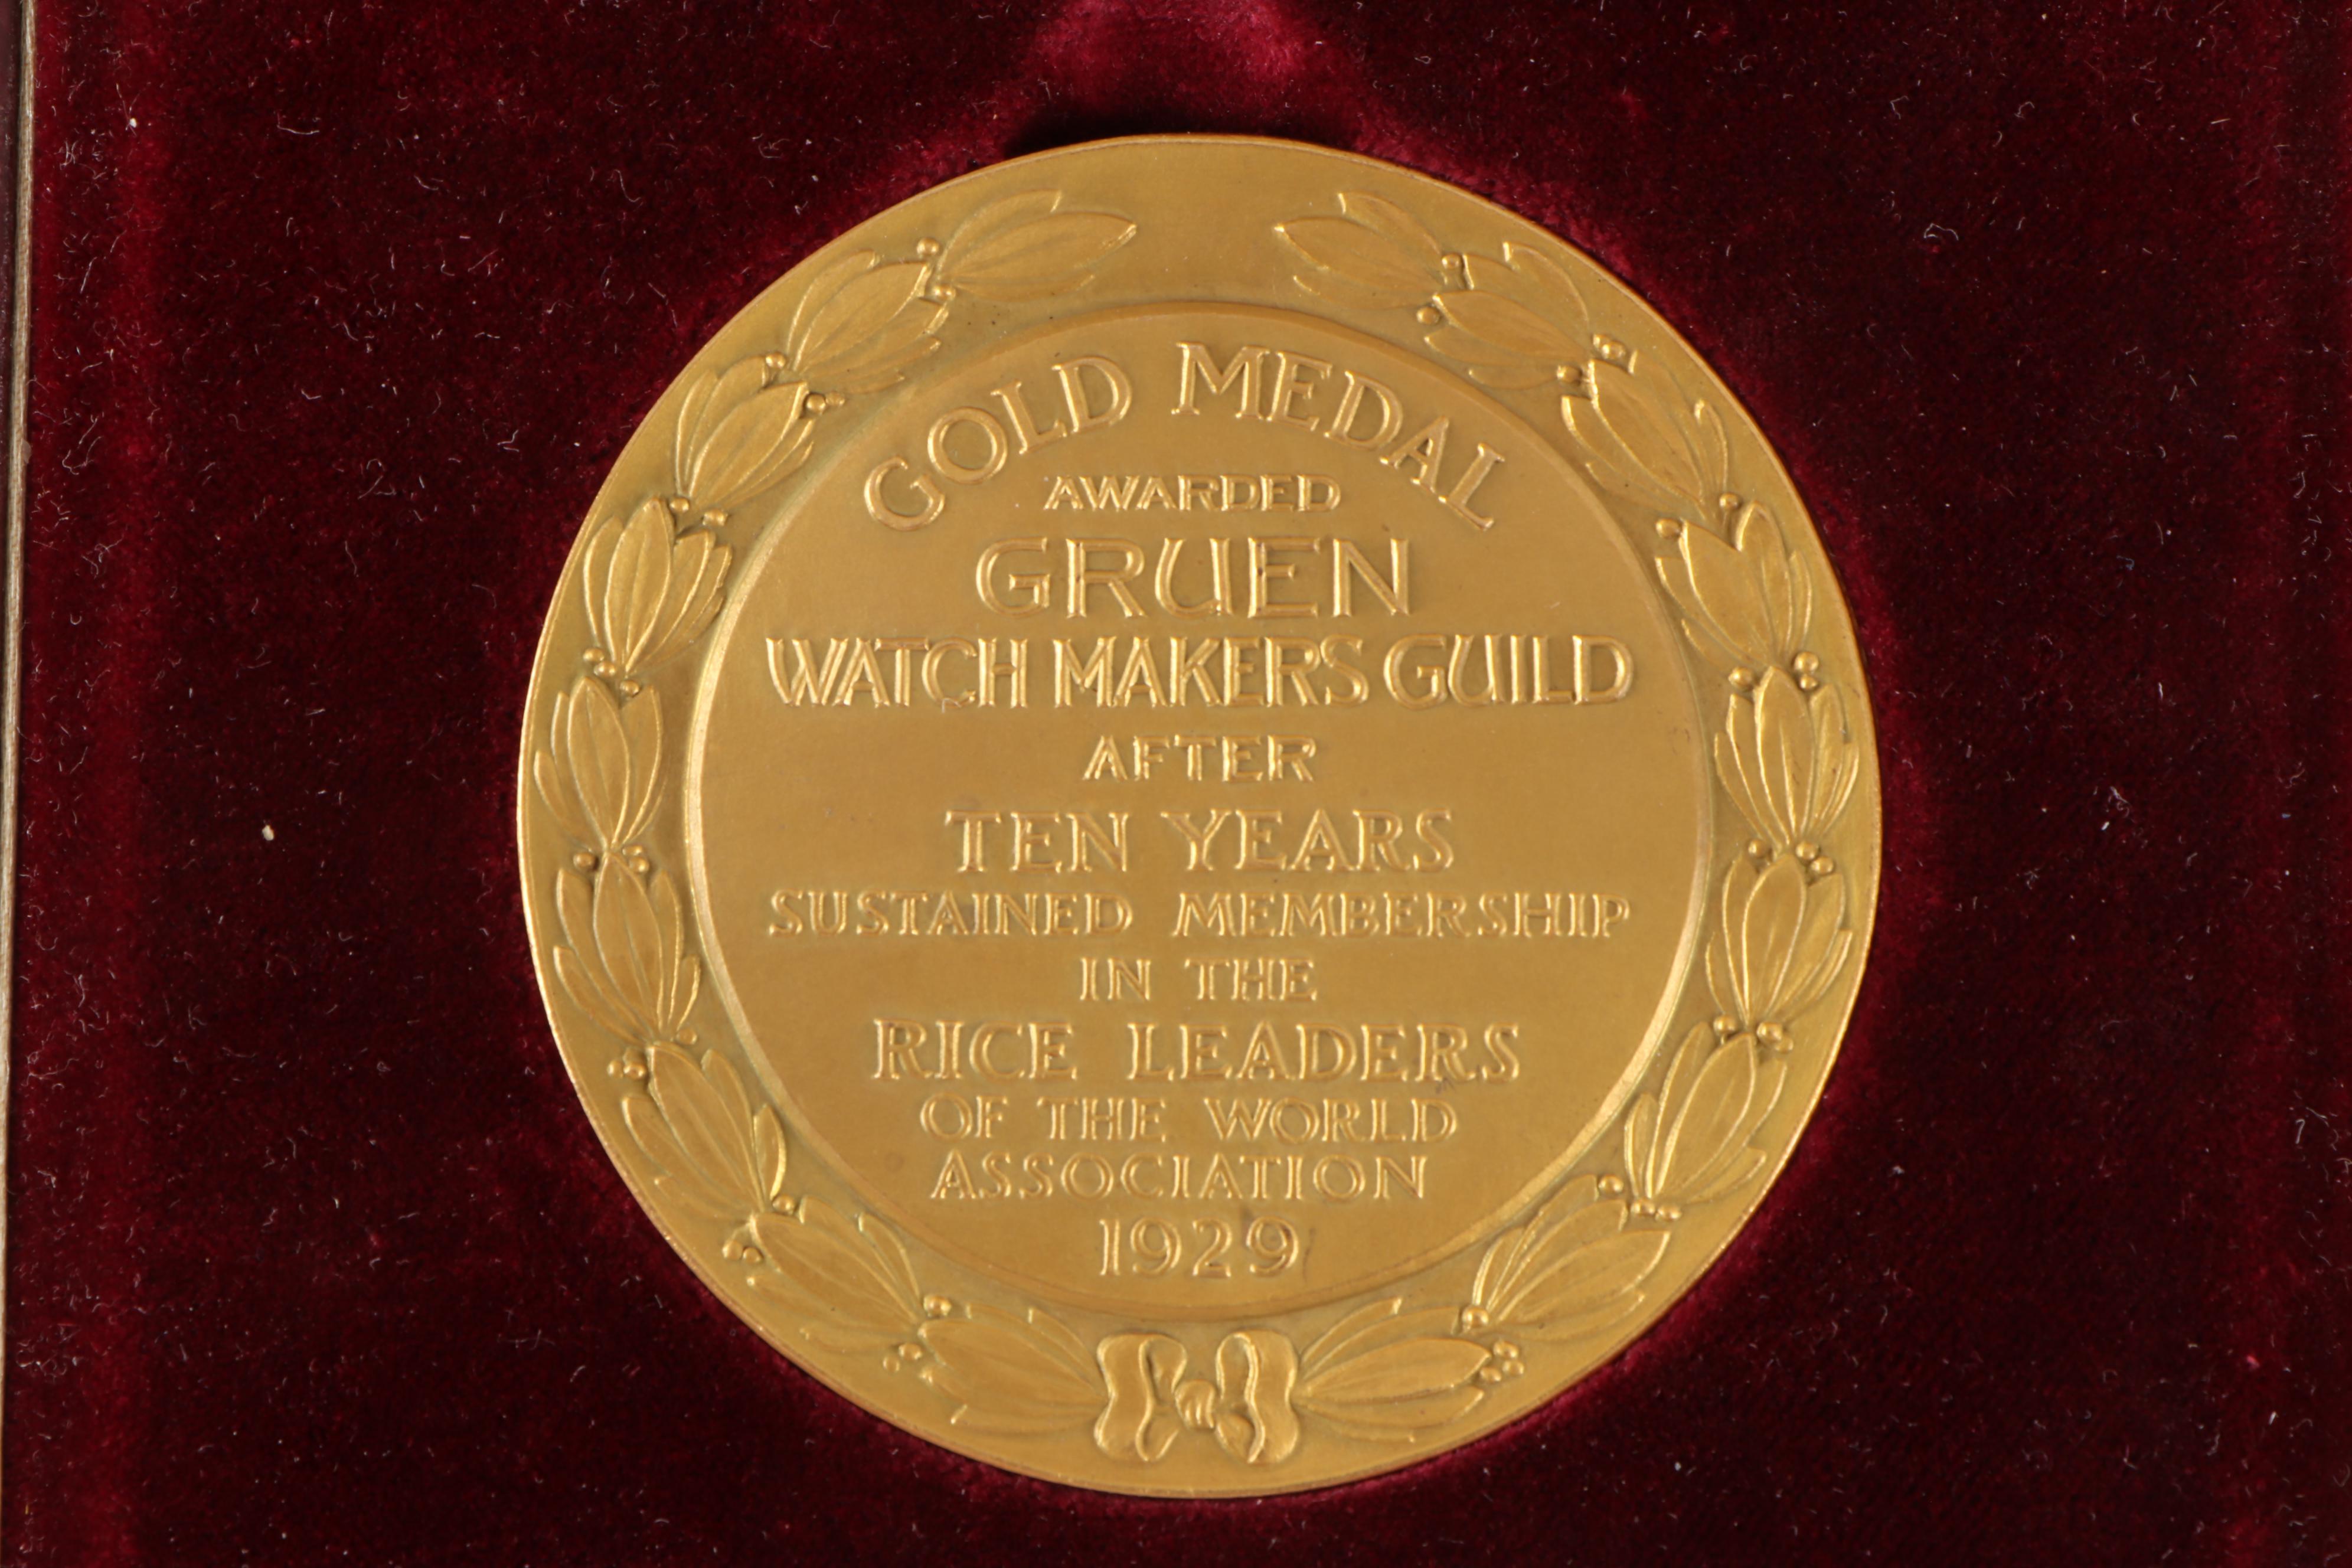 GOLD MEDAL
AWARDED
GRUEN
WATCH MAKERS GUILD
AFTER
TEN YEARS
SUSTAINED MEMBERSHIP
IN THE
RICE LEADERS
OF THE WORLD
ASSOCIATION
1929